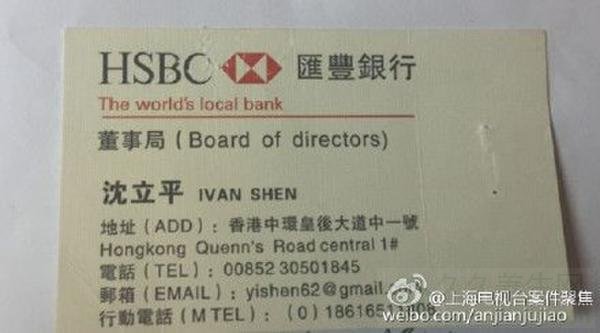 HSBC 匯豐銀行
The world's local bank
董事局 (Board of directors)
沈立平 IVAN SHEN
地址 (ADD) : 香港中環皇後大道中一號
Hongkong Quenn's Road central 1#
電話 (TEL) : 00852 30501845
郵箱 (EMAIL) : yishen62@gmail
行動電話 (M TEL) : (0) 186165
@上海电视台案件聚焦
weibo.com/anjianjujiao